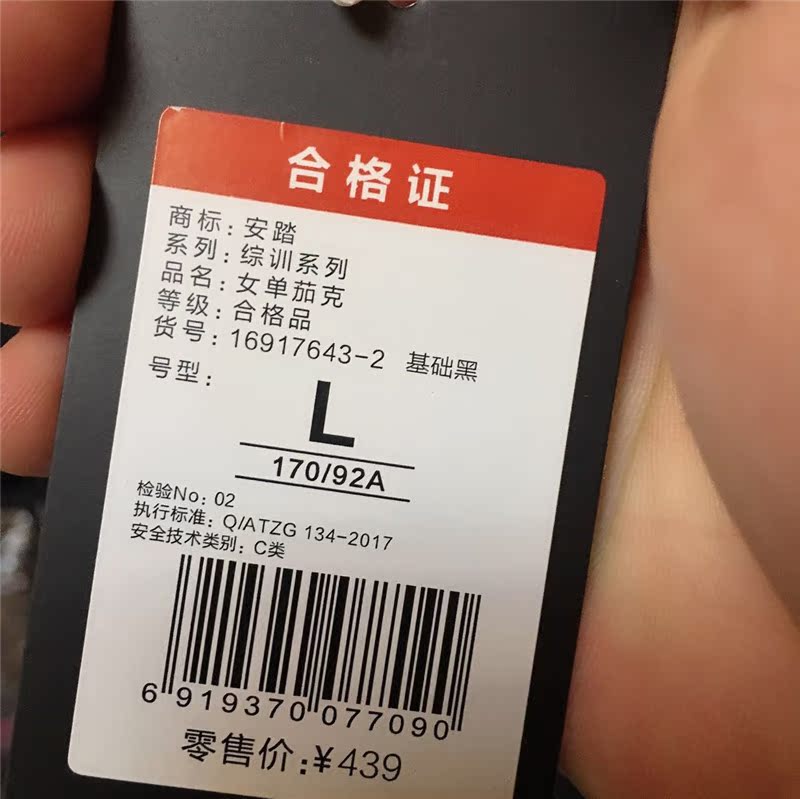 合格证
商标：安踏
系列：综训系列
品名：女单茄克
等级：合格品
货号：16917643-2 基础黑
号型：
L
170/92A
检验No：02
执行标准：Q/ATZG 134-2017
安全技术类别：C类
6 919370 077090
零售价：¥439